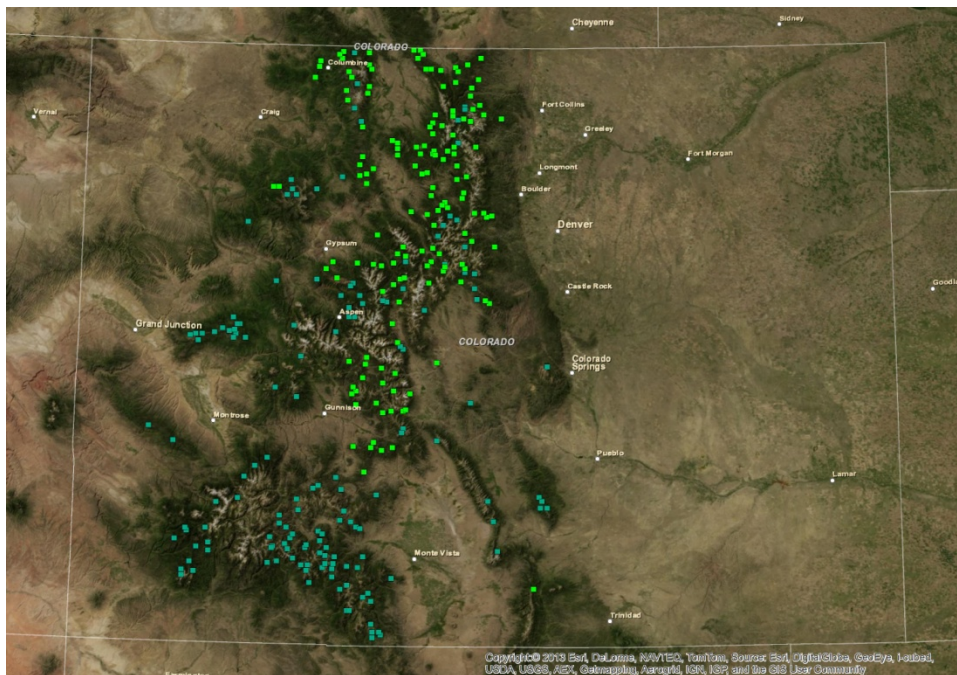 Sidney
Cheyenne
COLORADO
Columbine
Vernal
Craig
Fort Collins
Greeley
Fort Morgan
Longmont
Boulder
Denver
Gypsum
Castle Rock
Aspen
Grand Junction
COLORADO
Colorado
Springs
Montrose
Gunnison
Pueblo
Lamar
Monte Vista
Trinidad
Copyright:© 2013 Esri, DeLorme, NAVTEQ, TomTom, Source: Esri, DigitalGlobe, GeoEye, i-cubed,
USDA, USGS, AEX, Getmapping, Aerogrid, IGN, IGP, and the GIS User Community